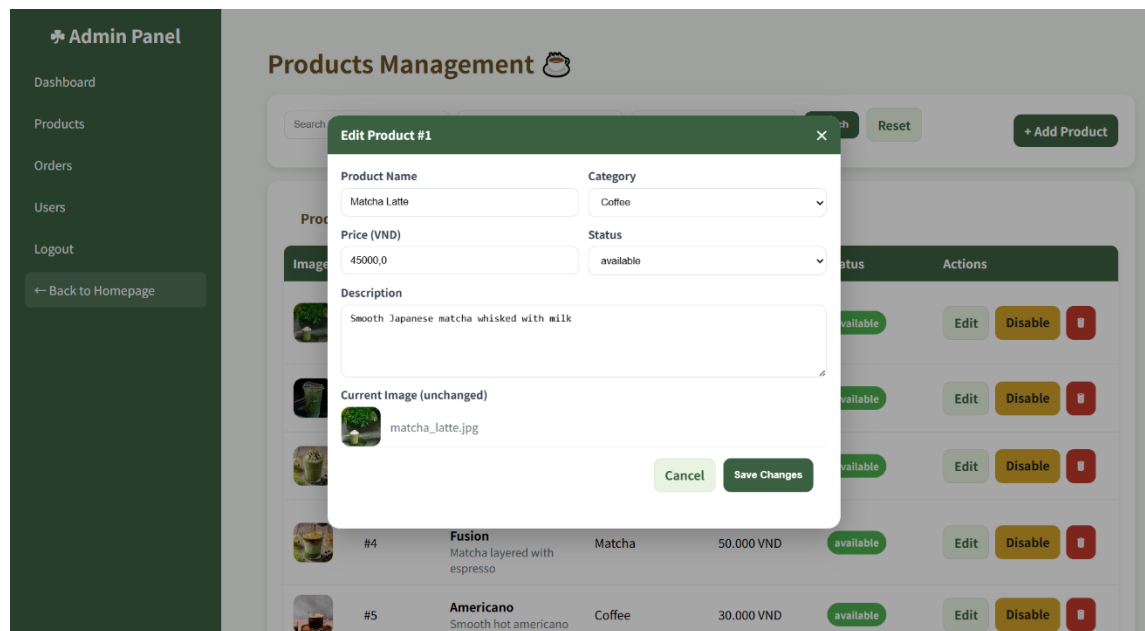 ☘ Admin Panel
Dashboard
Products
Orders
Users
Logout
← Back to Homepage
Products Management
Search
Reset
+ Add Product
Edit Product #1
×
Product Name
Category
Matcha Latte
Coffee
Price (VND)
Status
45000,0
available
Description
Smooth Japanese matcha whisked with milk
Current Image (unchanged)
matcha_latte.jpg
Cancel
Save Changes
Image
Actions
Edit
Disable
Edit
Disable
Edit
Disable
#4
Fusion
Matcha layered with
espresso
Matcha
50.000 VND
available
Edit
Disable
#5
Americano
Smooth hot americano
Coffee
30.000 VND
available
Edit
Disable